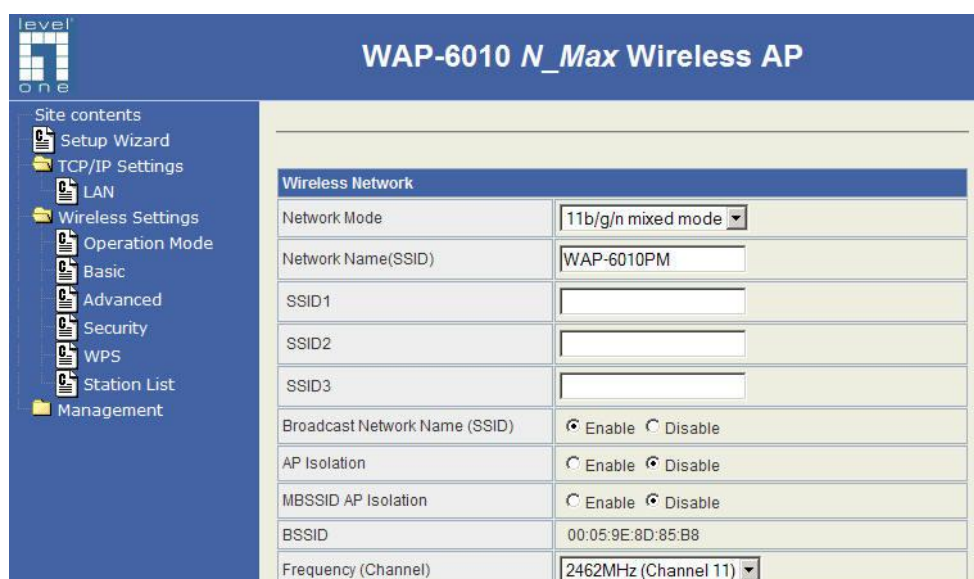 level
one
WAP-6010 N_Max Wireless AP
Site contents
Setup Wizard
TCP/IP Settings
LAN
Wireless Settings
Operation Mode
Basic
Advanced
Security
WPS
Station List
Management
Wireless Network
Network Mode 11b/g/n mixed mode
Network Name(SSID) WAP-6010PM
SSID1
SSID2
SSID3
Broadcast Network Name (SSID) Enable Disable
AP Isolation Enable Disable
MBSSID AP Isolation Enable Disable
BSSID 00:05:9E:8D:85:B8
Frequency (Channel) 2462MHz (Channel 11)